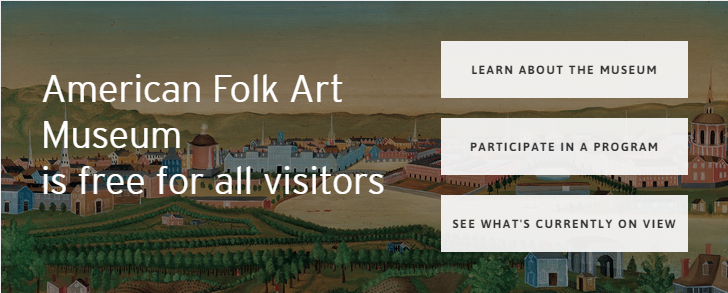 American Folk Art
Museum
is free for all visitors
LEARN ABOUT THE MUSEUM
PARTICIPATE IN A PROGRAM
SEE WHAT'S CURRENTLY ON VIEW